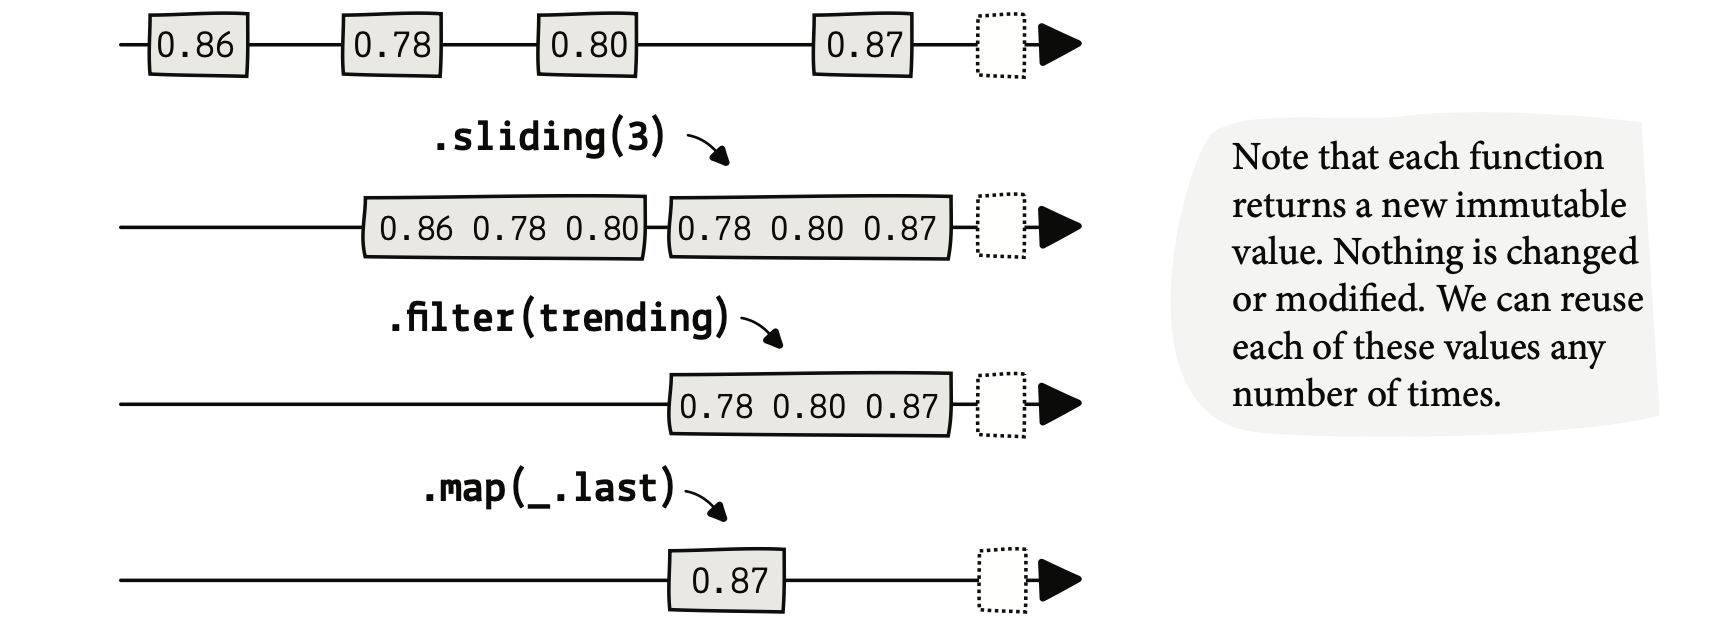 0.86 0.78 0.80 0.87
.sliding(3)
0.86 0.78 0.80 0.78 0.80 0.87
.filter(trending)
0.78 0.80 0.87
.map(_.last)
0.87
Note that each function
returns a new immutable
value. Nothing is changed
or modified. We can reuse
each of these values any
number of times.